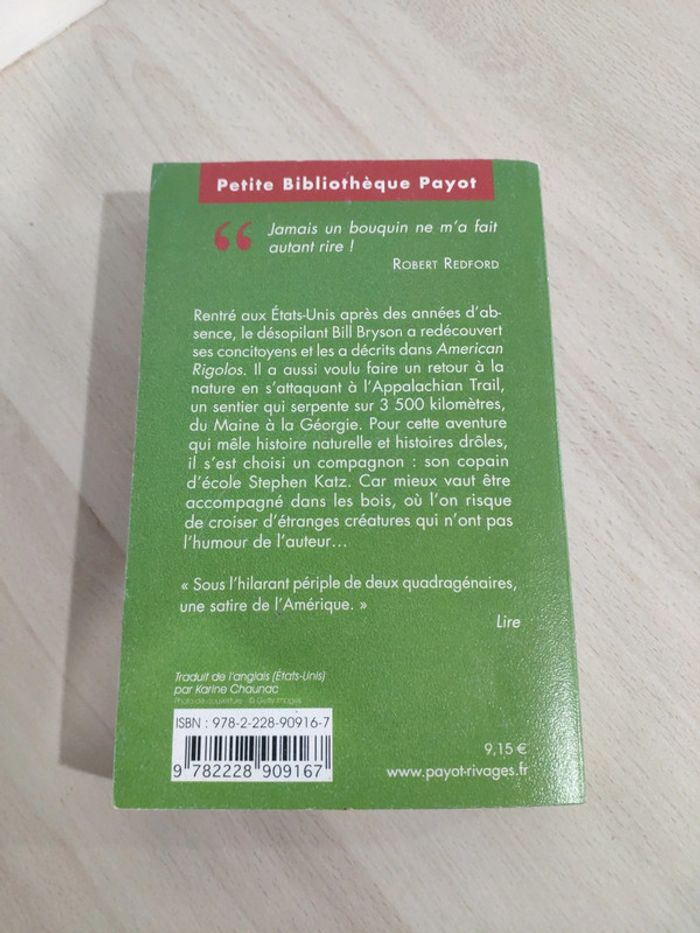 Petite Bibliothèque Payot
“ Jamais un bouquin ne m'a fait
autant rire !
ROBERT REDFORD
Rentré aux États-Unis après des années d'ab-
sence, le désopilant Bill Bryson a redécouvert
ses concitoyens et les a décrits dans American
Rigolos. Il a aussi voulu faire un retour à la
nature en s'attaquant à l'Appalachian Trail,
un sentier qui serpente sur 3 500 kilomètres,
du Maine à la Géorgie. Pour cette aventure
qui mêle histoire naturelle et histoires drôles,
il s'est choisi un compagnon : son copain
d'école Stephen Katz. Car mieux vaut être
accompagné dans les bois, où l'on risque
de croiser d'étranges créatures qui n'ont pas
l'humour de l'auteur...
« Sous l'hilarant périple de deux quadragénaires,
une satire de l'Amérique. »
Lire
Traduit de l'anglais (États-Unis)
par Karine Chaunac
Photo de couverture : © Getty Images
ISBN : 978-2-228-90916-7
9 782228 909167
9,15 €
www.payot-rivages.fr